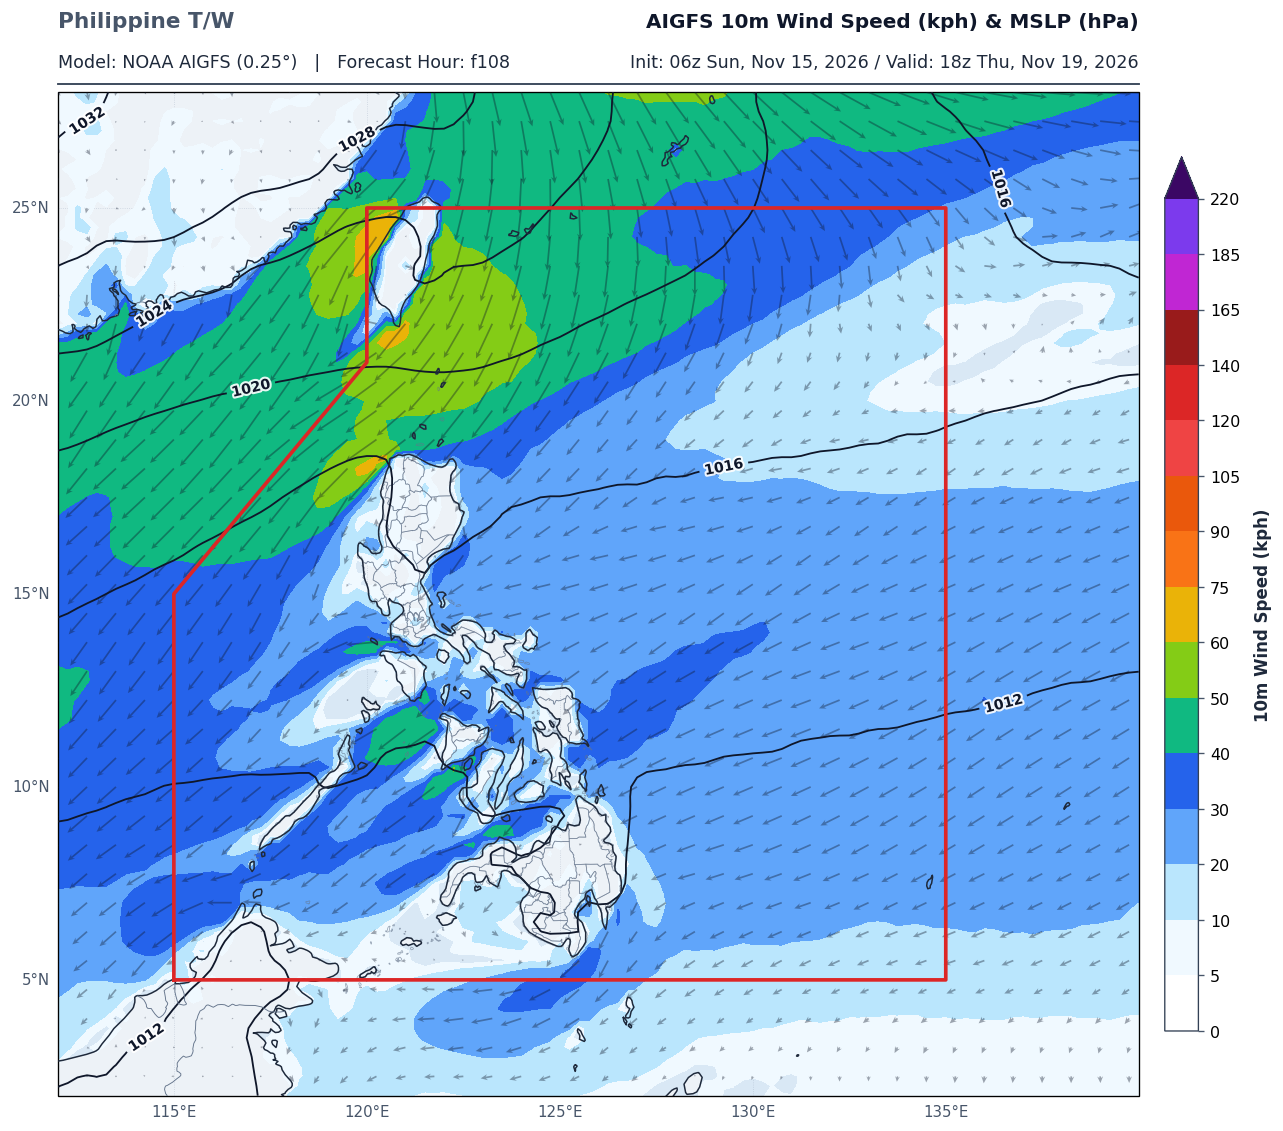 Philippine T/W
AIGFS 10m Wind Speed (kph) & MSLP (hPa)
Model: NOAA AIGFS (0.25°)   |   Forecast Hour: f108
Init: 06z Sun, Nov 15, 2026 / Valid: 18z Thu, Nov 19, 2026
1032
1028
1016
1024
1020
1016
1012
1012
25°N
20°N
15°N
10°N
5°N
115°E
120°E
125°E
130°E
135°E
220
185
165
140
120
105
90
75
60
50
40
30
20
10
5
0
10m Wind Speed (kph)